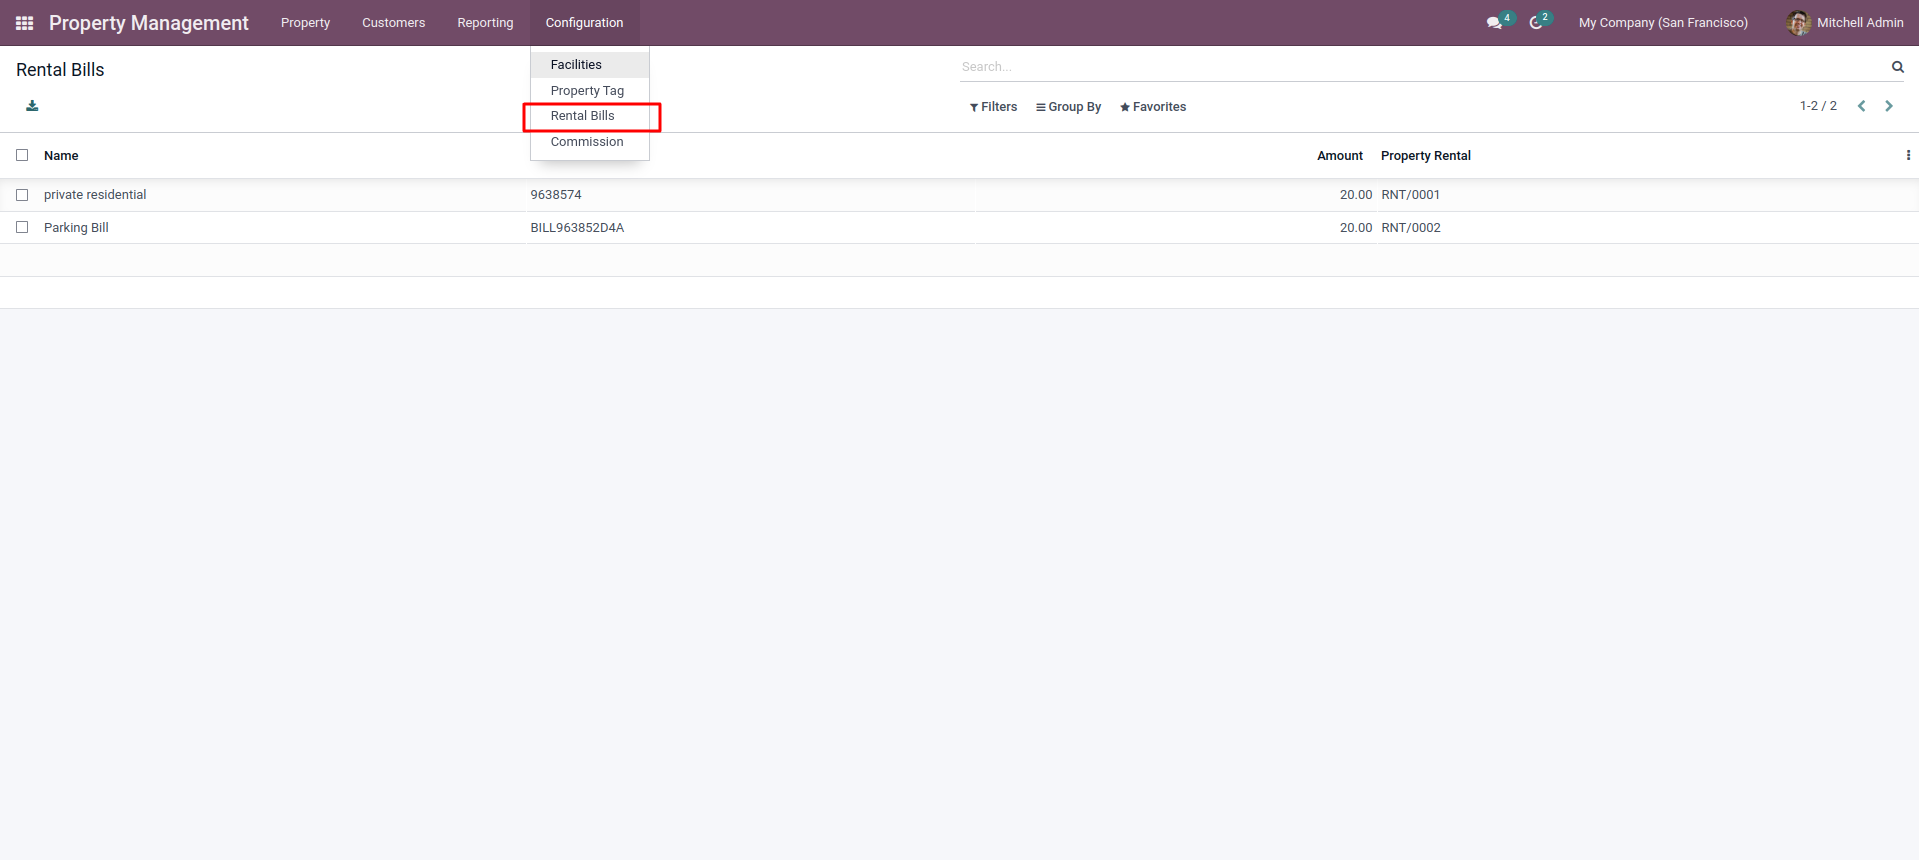 Property Management Property Customers Reporting Configuration 4 2 My Company (San Francisco) Mitchell Admin
Rental Bills
Search...
Facilities
Property Tag
Rental Bills
Commission
Filters Group By Favorites 1-2 / 2
Name Amount Property Rental
private residential 9638574 20.00 RNT/0001
Parking Bill BILL963852D4A 20.00 RNT/0002